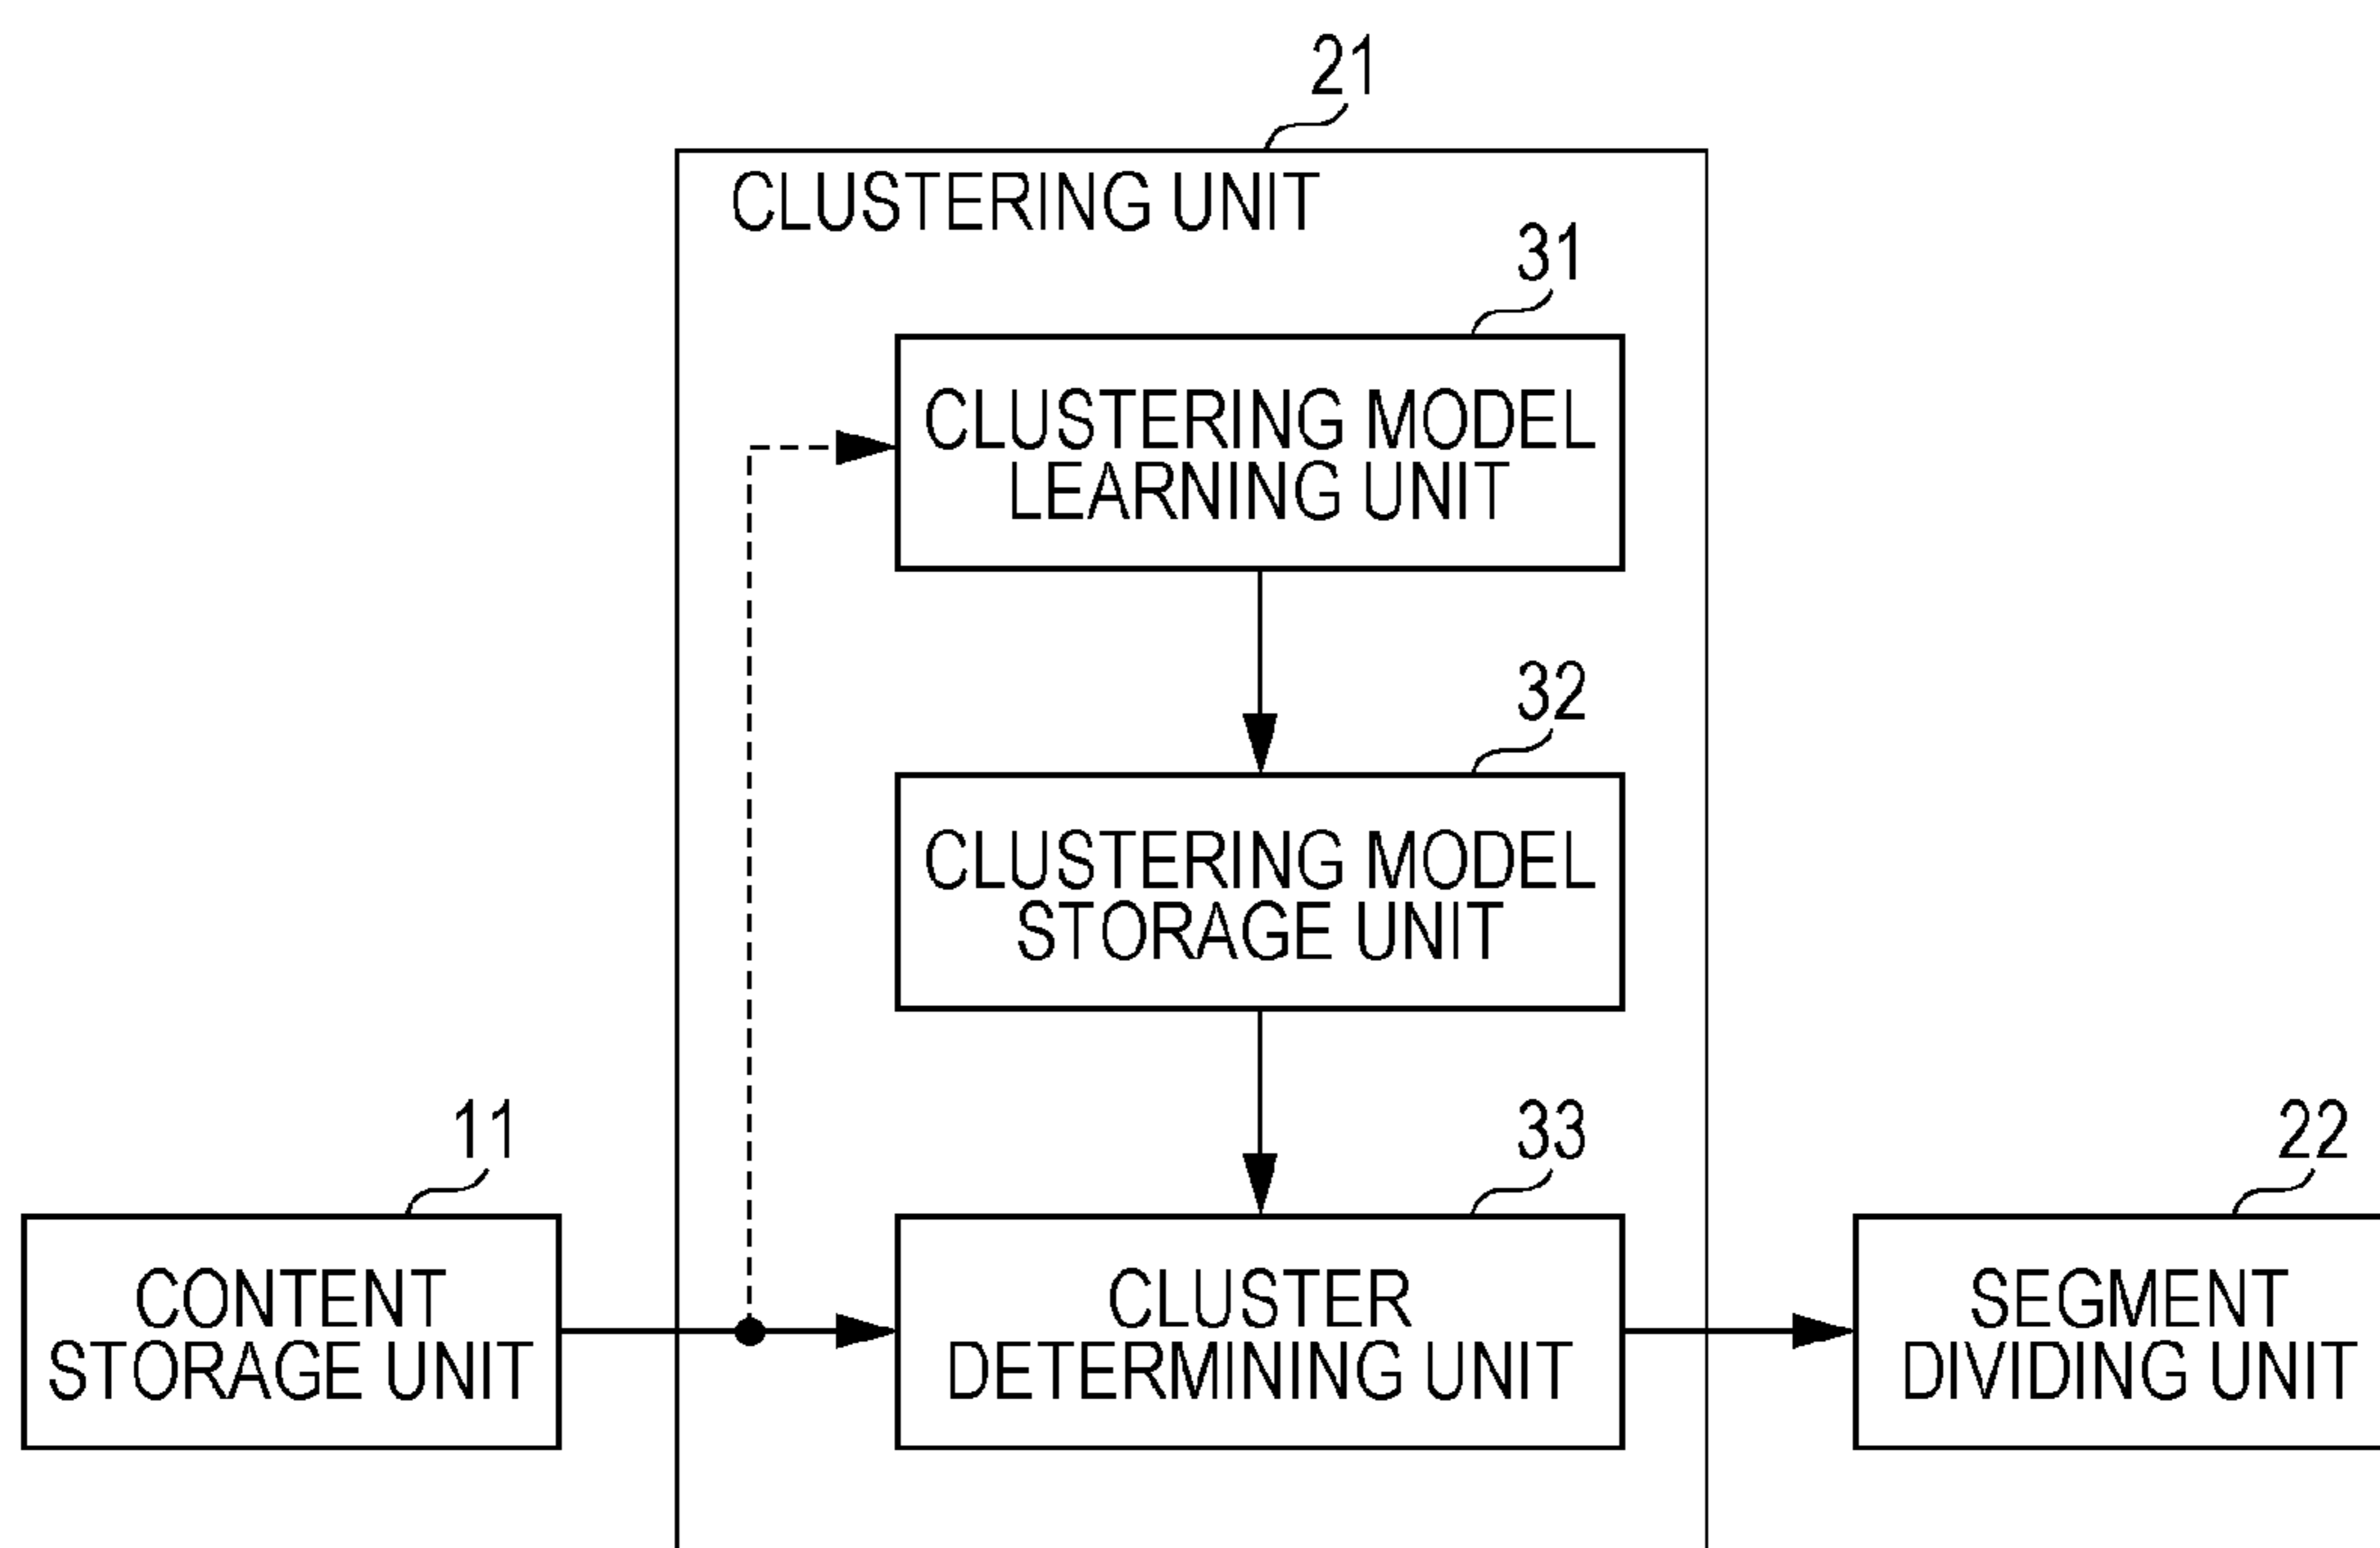 21
CLUSTERING UNIT
31
CLUSTERING MODEL
LEARNING UNIT
32
CLUSTERING MODEL
STORAGE UNIT
11
33
22
CONTENT
STORAGE UNIT
CLUSTER
DETERMINING UNIT
SEGMENT
DIVIDING UNIT